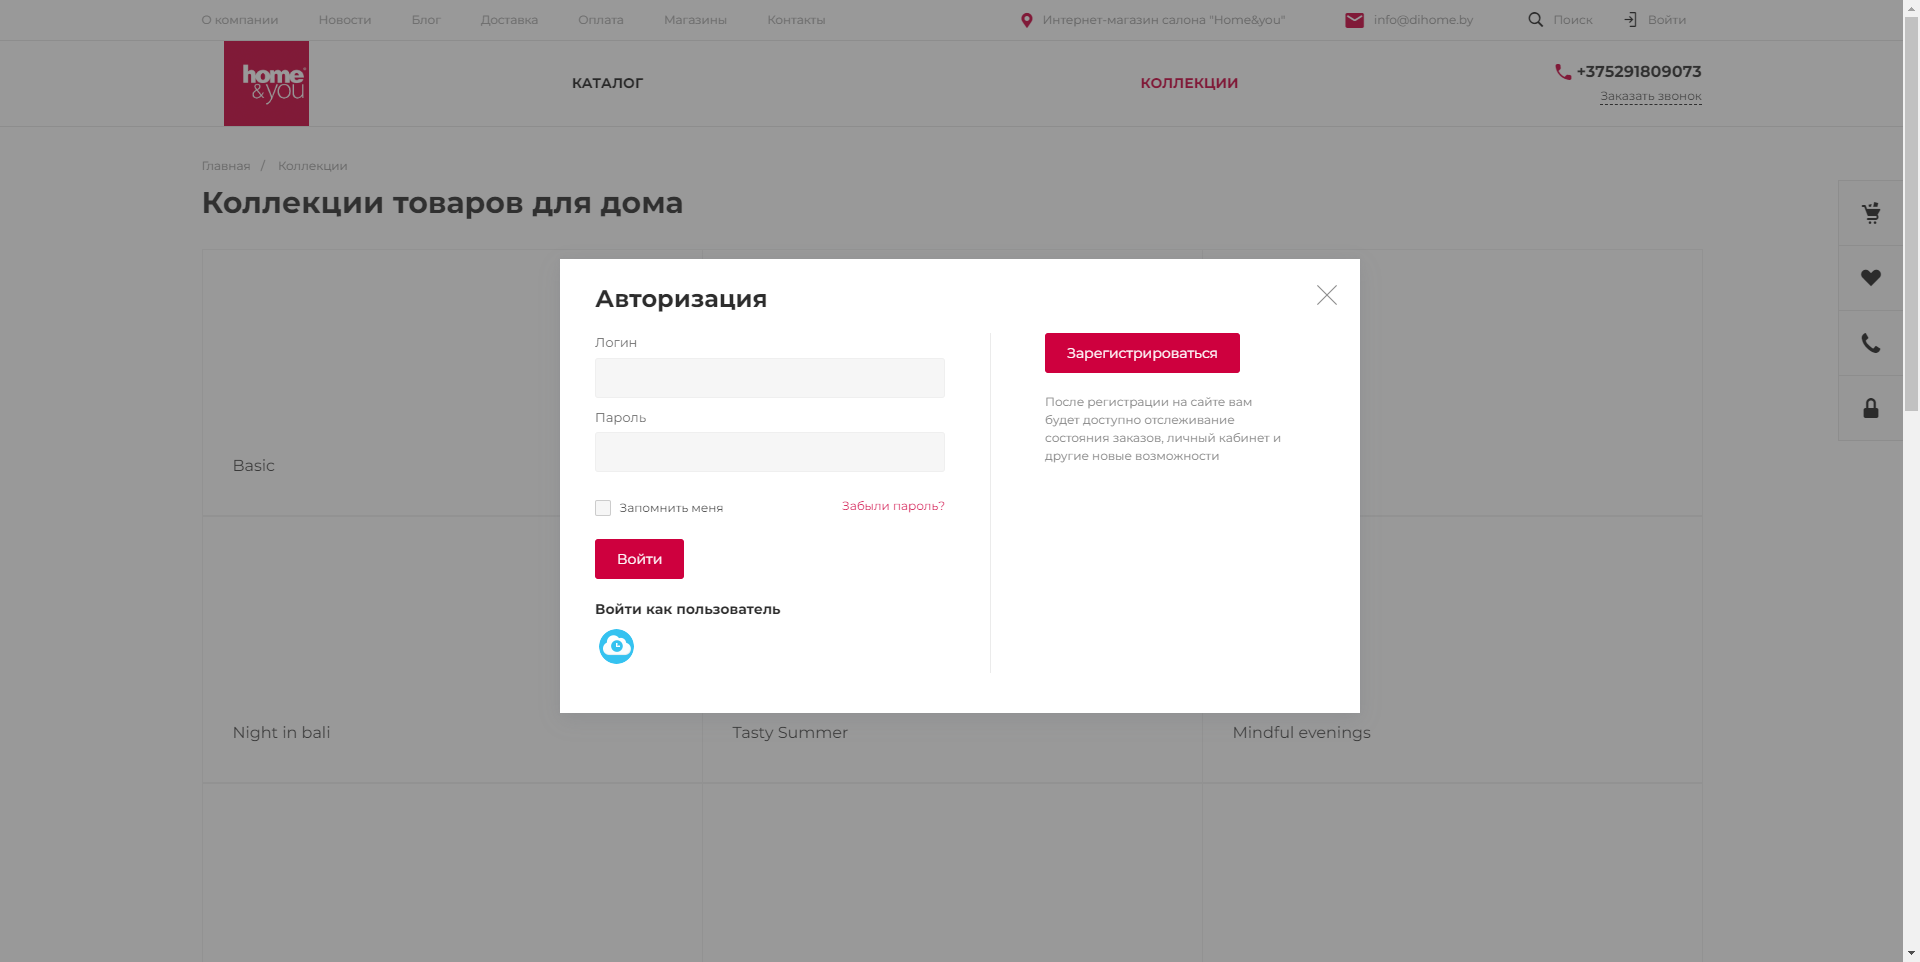 О компании
Новости
Блог
Доставка
Оплата
Магазины
Контакты
Интернет-магазин салона "Home&you"
info@dihome.by
Поиск
Войти
home
&you
КАТАЛОГ
КОЛЛЕКЦИИ
+375291809073
Заказать звонок
Главная / Коллекции
Коллекции товаров для дома
Авторизация
Логин
Пароль
Запомнить меня
Забыли пароль?
Войти
Войти как пользователь
Зарегистрироваться
После регистрации на сайте вам
будет доступно отслеживание
состояния заказов, личный кабинет и
другие новые возможности
Basic
Night in bali
Tasty Summer
Mindful evenings